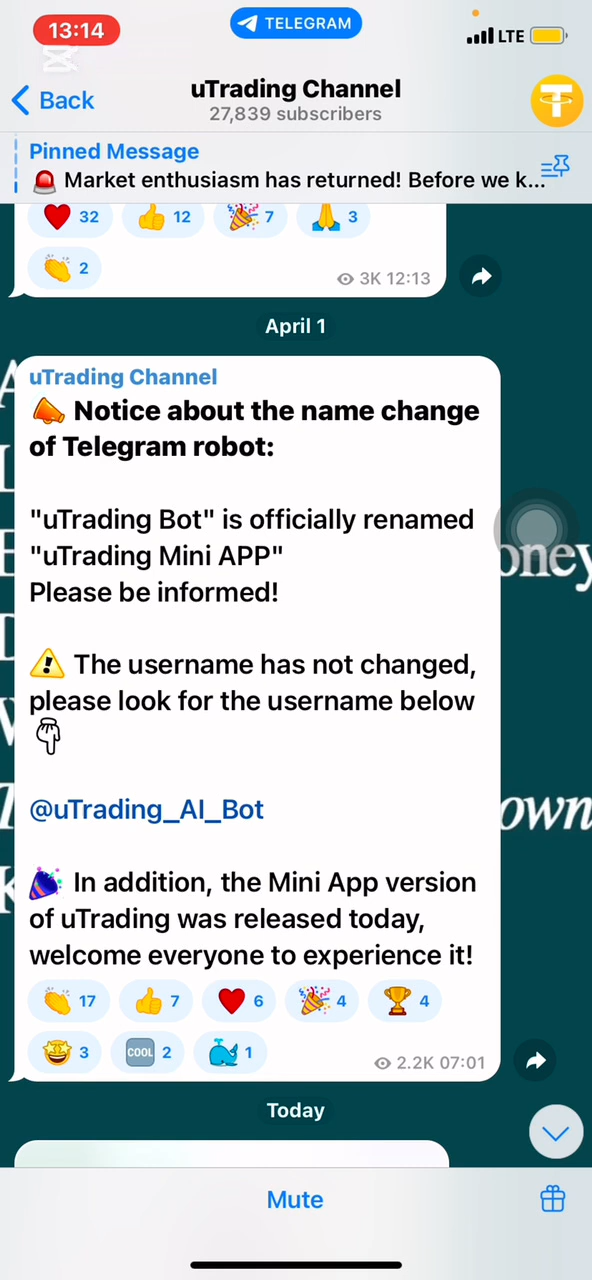 13:14
TELEGRAM
LTE
Back
uTrading Channel
27,839 subscribers
Pinned Message
🚨 Market enthusiasm has returned! Before we k...
❤️ 32 👍 12 🎉 7 🙏 3
👏 2
3K 12:13
April 1
uTrading Channel
📣 Notice about the name change
of Telegram robot:
"uTrading Bot" is officially renamed
"uTrading Mini APP"
Please be informed!
⚠️ The username has not changed,
please look for the username below
👇
@uTrading_AI_Bot
🎉 In addition, the Mini App version
of uTrading was released today,
welcome everyone to experience it!
👏 17 👍 7 ❤️ 6 🎉 4 🏆 4
🤩 3 🆒 2 🐳 1
2.2K 07:01
Today
Mute